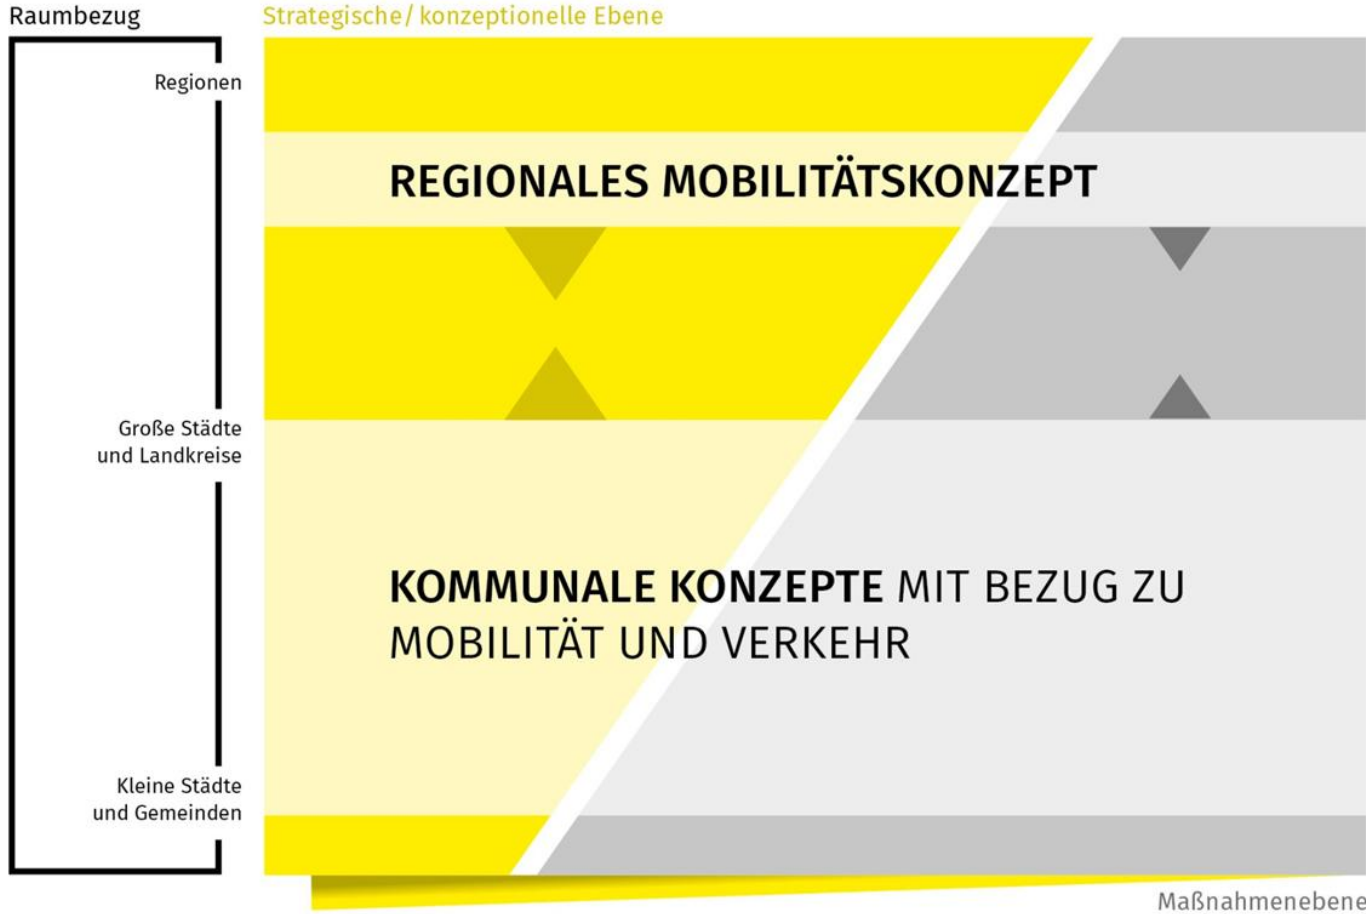 Raumbezug
Strategische/ konzeptionelle Ebene
Regionen
REGIONALES MOBILITÄTSKONZEPT
Große Städte
und Landkreise
KOMMUNALE KONZEPTE MIT BEZUG ZU
MOBILITÄT UND VERKEHR
Kleine Städte
und Gemeinden
Maßnahmenebene